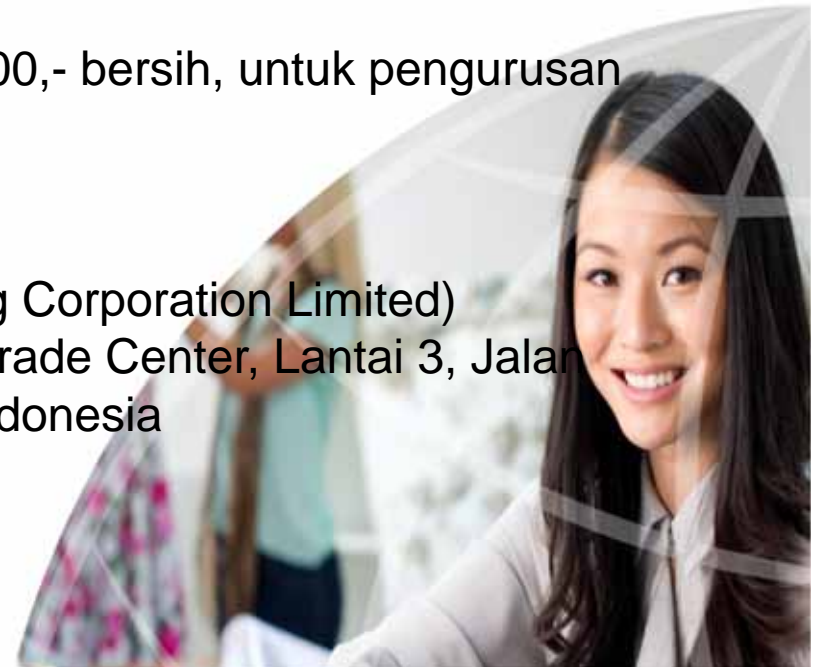 00,- bersih, untuk pengurusan
g Corporation Limited)
rade Center, Lantai 3, Jalan
donesia